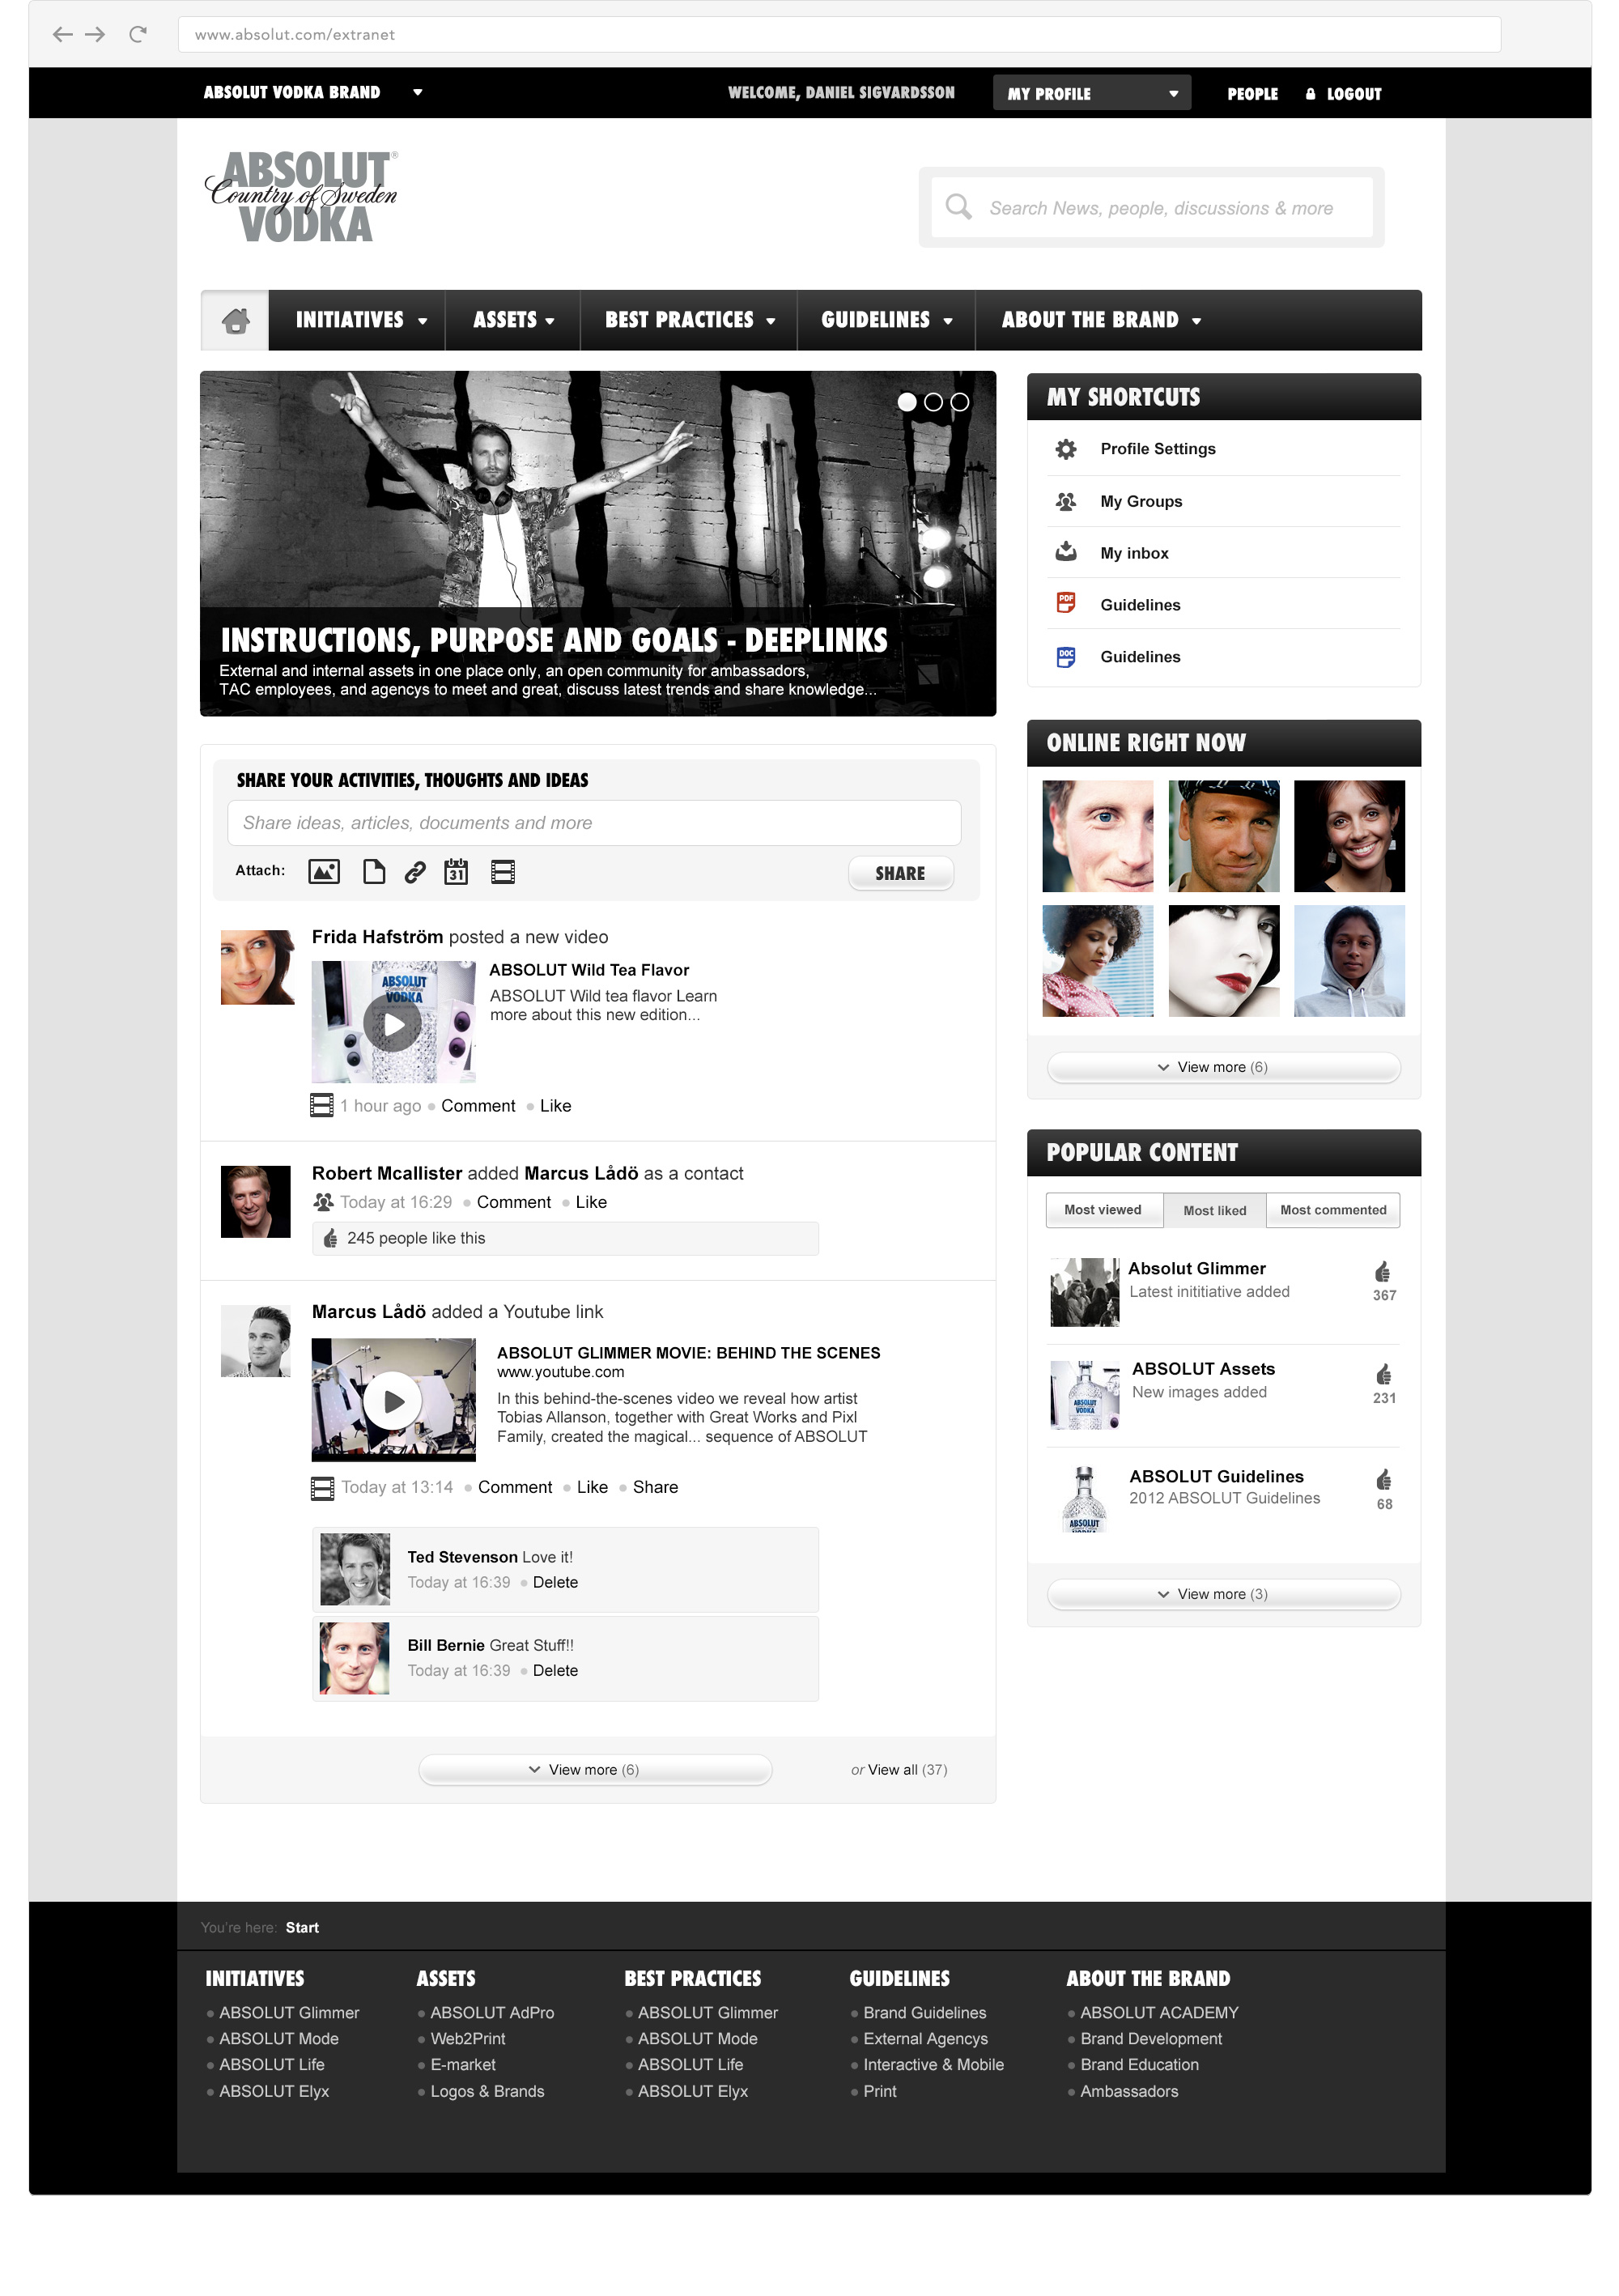 www.absolut.com/extranet
ABSOLUT VODKA BRAND
WELCOME, DANIEL SIGVARDSSON
MY PROFILE
PEOPLE
LOGOUT
ABSOLUT®
Country of Sweden
VODKA
Search News, people, discussions & more
INITIATIVES
ASSETS
BEST PRACTICES
GUIDELINES
ABOUT THE BRAND
INSTRUCTIONS, PURPOSE AND GOALS - DEEPLINKS
External and internal assets in one place only, an open community for ambassadors,
TAC employees, and agencys to meet and great, discuss latest trends and share knowledge...
MY SHORTCUTS
Profile Settings
My Groups
My inbox
PDF Guidelines
DOC Guidelines
SHARE YOUR ACTIVITIES, THOUGHTS AND IDEAS
Share ideas, articles, documents and more
Attach:
31
SHARE
Frida Hafström posted a new video
ABSOLUT
VODKA
ABSOLUT Wild Tea Flavor
ABSOLUT Wild tea flavor Learn
more about this new edition...
1 hour ago • Comment • Like
Robert Mcallister added Marcus Lådö as a contact
Today at 16:29 • Comment • Like
245 people like this
Marcus Lådö added a Youtube link
ABSOLUT GLIMMER MOVIE: BEHIND THE SCENES
www.youtube.com
In this behind-the-scenes video we reveal how artist
Tobias Allanson, together with Great Works and Pixl
Family, created the magical... sequence of ABSOLUT
Today at 13:14 • Comment • Like • Share
Ted Stevenson Love it!
Today at 16:39 • Delete
Bill Bernie Great Stuff!!
Today at 16:39 • Delete
View more (6)
or View all (37)
ONLINE RIGHT NOW
View more (6)
POPULAR CONTENT
Most viewed
Most liked
Most commented
Absolut Glimmer
Latest inititiative added
367
ABSOLUT
VODKA
ABSOLUT Assets
New images added
231
ABSOLUT
VODKA
ABSOLUT Guidelines
2012 ABSOLUT Guidelines
68
View more (3)
You're here: Start
INITIATIVES
• ABSOLUT Glimmer
• ABSOLUT Mode
• ABSOLUT Life
• ABSOLUT Elyx
ASSETS
• ABSOLUT AdPro
• Web2Print
• E-market
• Logos & Brands
BEST PRACTICES
• ABSOLUT Glimmer
• ABSOLUT Mode
• ABSOLUT Life
• ABSOLUT Elyx
GUIDELINES
• Brand Guidelines
• External Agencys
• Interactive & Mobile
• Print
ABOUT THE BRAND
• ABSOLUT ACADEMY
• Brand Development
• Brand Education
• Ambassadors